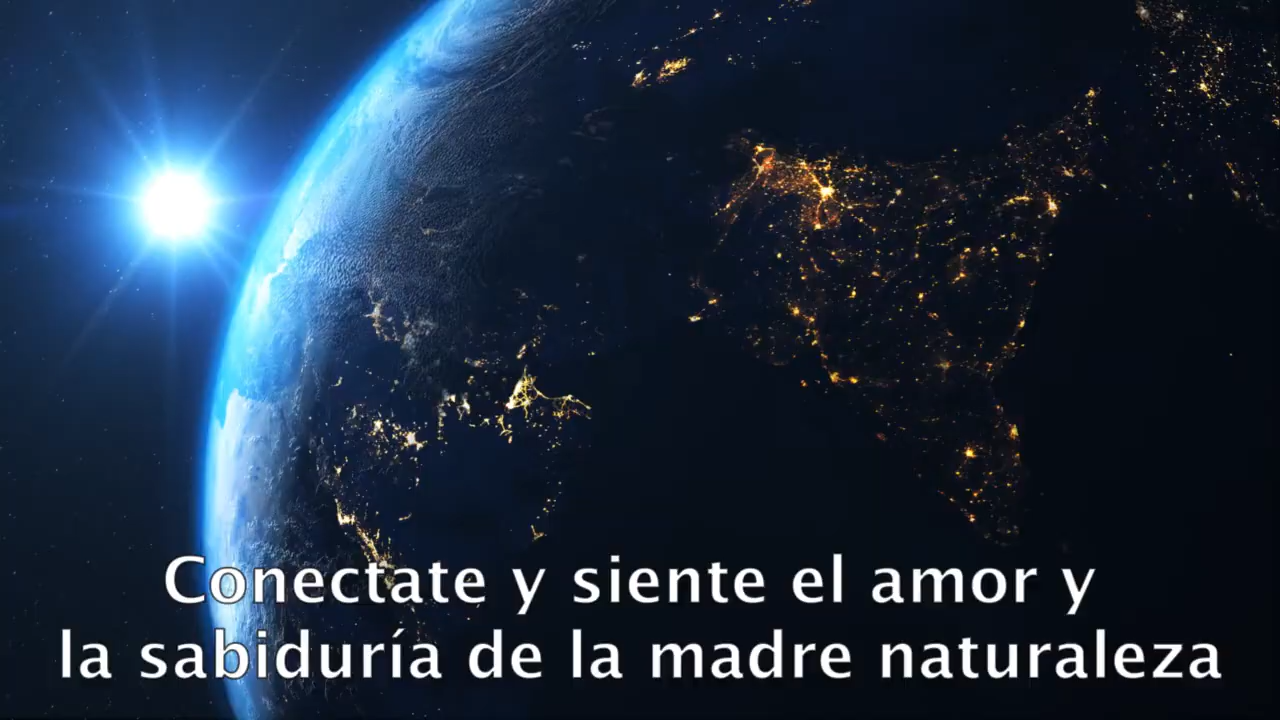 Conectate y siente el amor y
la sabiduría de la madre naturaleza